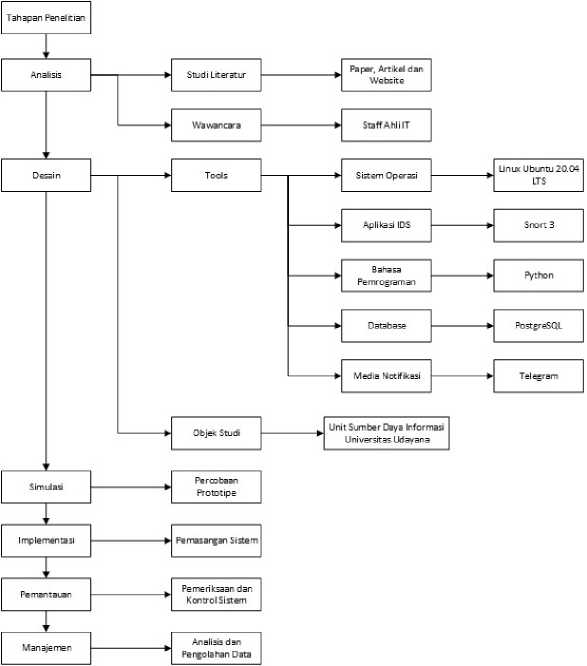 Tahapan Penelitian
Analisis
Studi Literatur
Paper, Artikel dan
Website
Wawancara
Staff Ahli IT
Desain
Tools
Sistem Operasi
Linux Ubuntu 20.04
LTS
Aplikasi IDS
Snort 3
Bahasa
Pemrograman
Python
Database
PostgreSQL
Media Notifikasi
Telegram
Objek Studi
Unit Sumber Daya Informasi
Universitas Udayana
Simulasi
Percobaan
Prototipe
Implementasi
Pemasangan Sistem
Pemantauan
Pemeriksaan dan
Kontrol Sistem
Manajemen
Analisis dan
Pengolahan Data